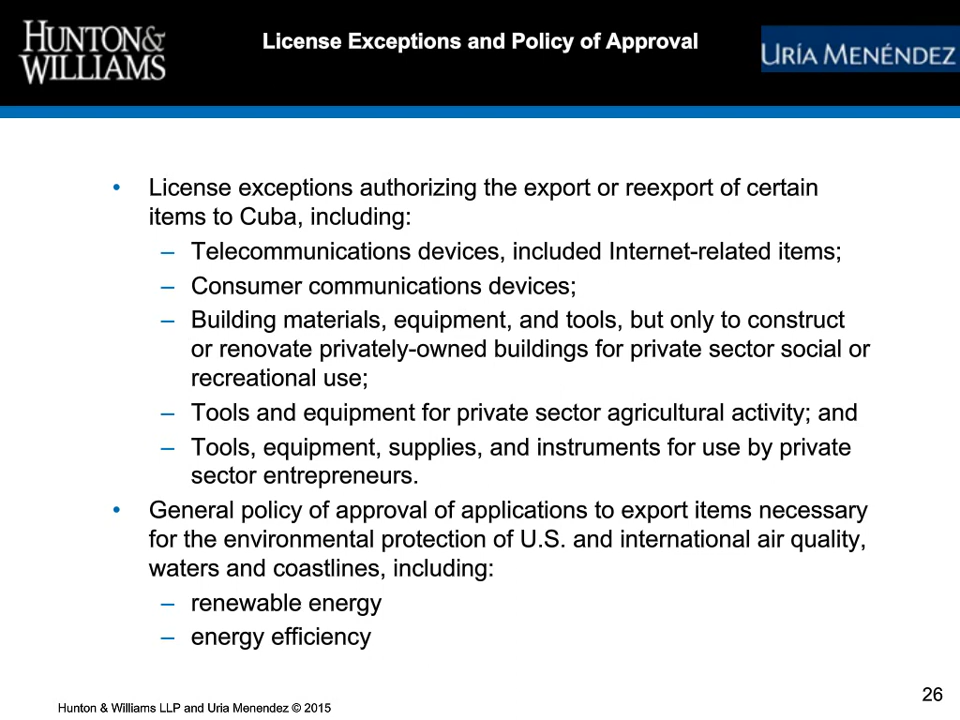 HUNTON&
WILLIAMS
License Exceptions and Policy of Approval
URÍA MENÉNDEZ
• License exceptions authorizing the export or reexport of certain
items to Cuba, including:
– Telecommunications devices, included Internet-related items;
– Consumer communications devices;
– Building materials, equipment, and tools, but only to construct
or renovate privately-owned buildings for private sector social or
recreational use;
– Tools and equipment for private sector agricultural activity; and
– Tools, equipment, supplies, and instruments for use by private
sector entrepreneurs.
• General policy of approval of applications to export items necessary
for the environmental protection of U.S. and international air quality,
waters and coastlines, including:
– renewable energy
– energy efficiency
26
Hunton & Williams LLP and Uria Menendez © 2015